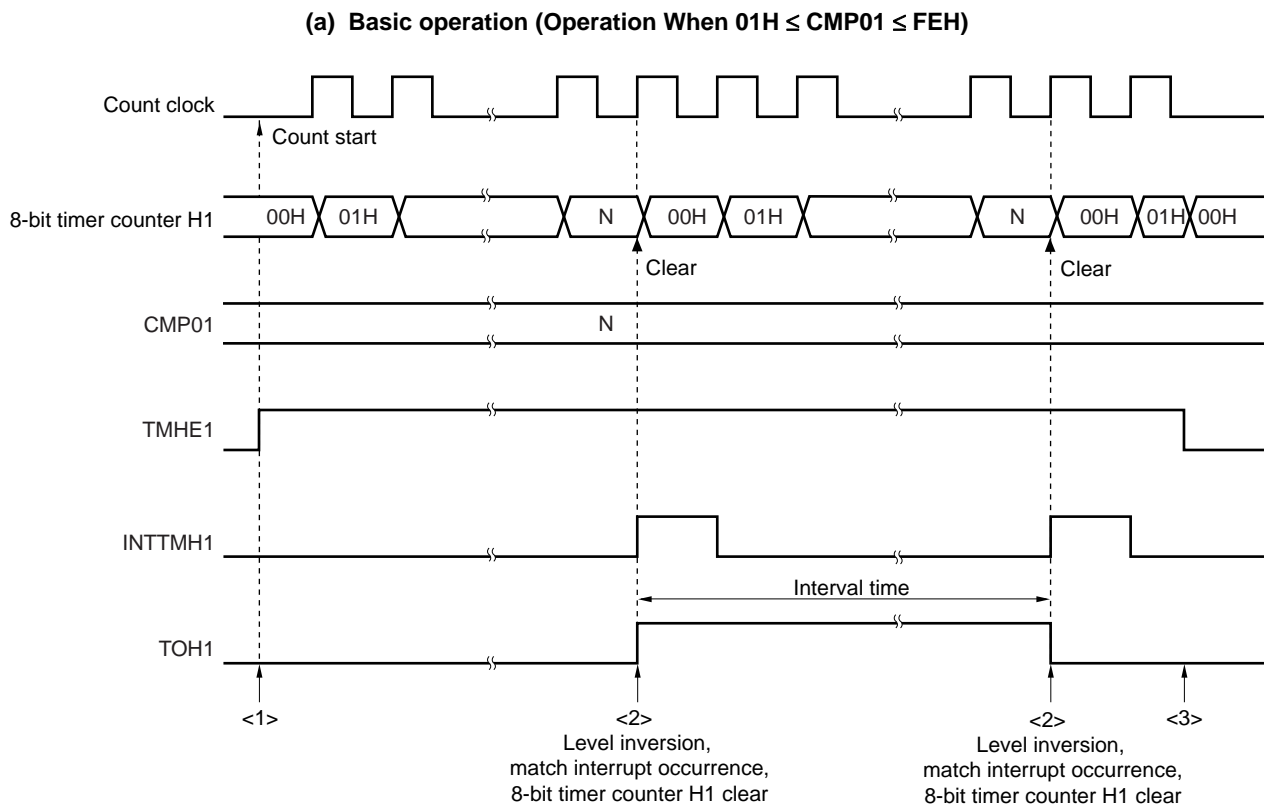 (a) Basic operation (Operation When 01H ≤ CMP01 ≤ FEH)
Count clock
Count start
8-bit timer counter H1
00H 01H N 00H 01H N 00H 01H 00H
Clear Clear
CMP01
N
TMHE1
INTTMH1
Interval time
TOH1
<1> <2> <2> <3>
Level inversion,
match interrupt occurrence,
8-bit timer counter H1 clear
Level inversion,
match interrupt occurrence,
8-bit timer counter H1 clear